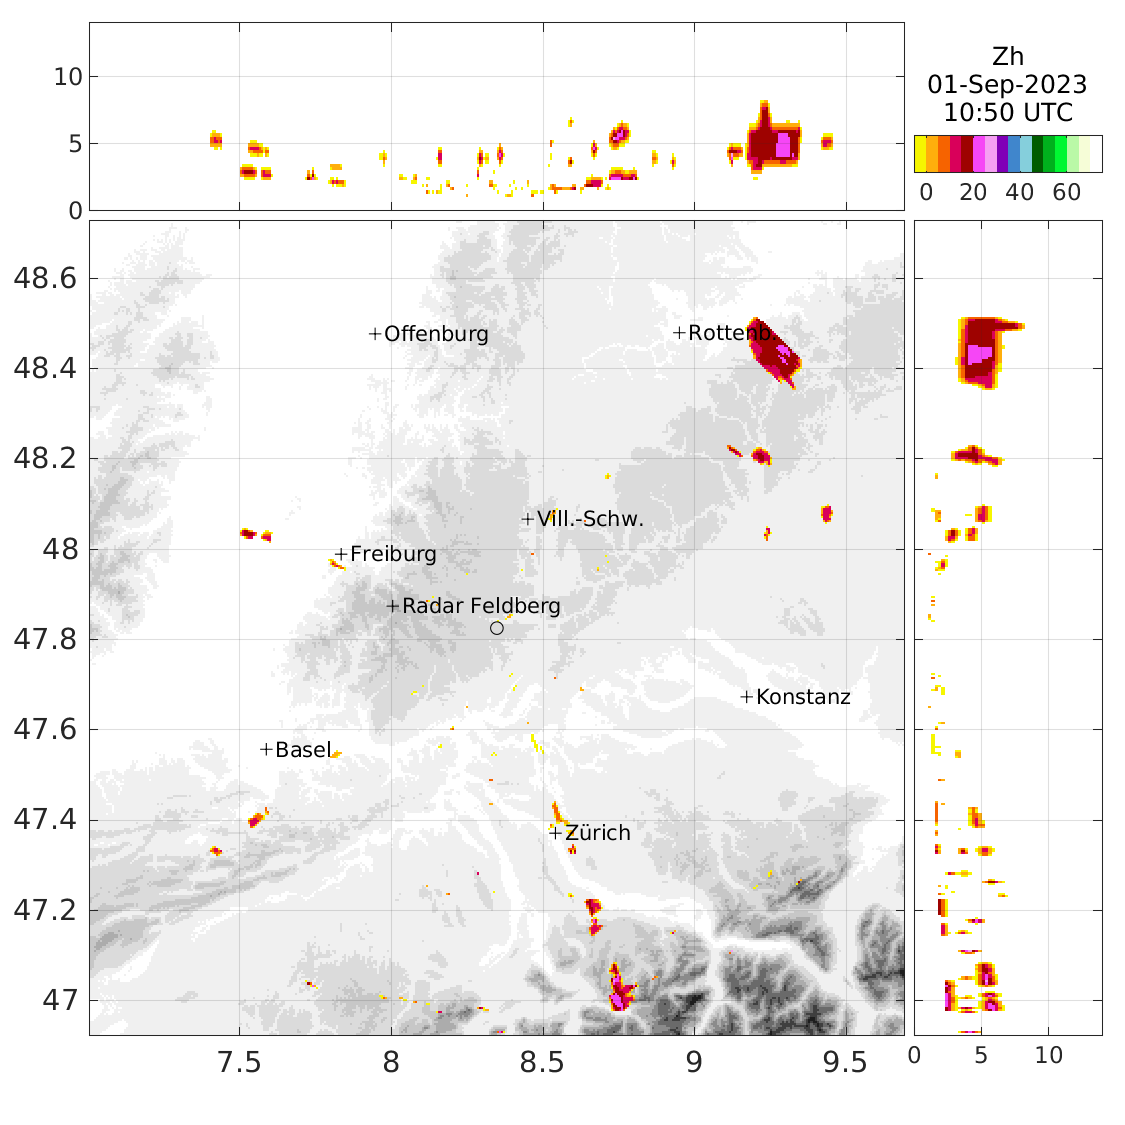 10
5
0
Zh
01-Sep-2023
10:50 UTC
0 20 40 60
48.6
48.4
48.2
48
47.8
47.6
47.4
47.2
47
+Offenburg
+Rottenb.
+Vill.-Schw.
+Freiburg
+Radar Feldberg
+Konstanz
+Basel
+Zürich
7.5 8 8.5 9 9.5
0 5 10